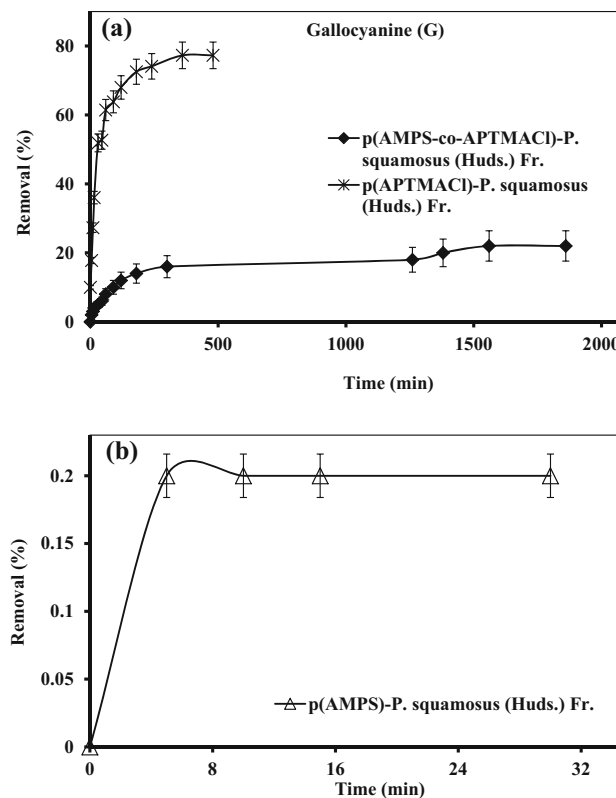 (a)
Gallocyanine (G)
80
60
40
20
0
Removal (%)
p(AMPS-co-APTMACl)-P.
squamosus (Huds.) Fr.
p(APTMACl)-P. squamosus
(Huds.) Fr.
0 500 1000 1500 2000
Time (min)
(b)
0.2
0.15
0.1
0.05
0
Removal (%)
p(AMPS)-P. squamosus (Huds.) Fr.
0 8 16 24 32
Time (min)